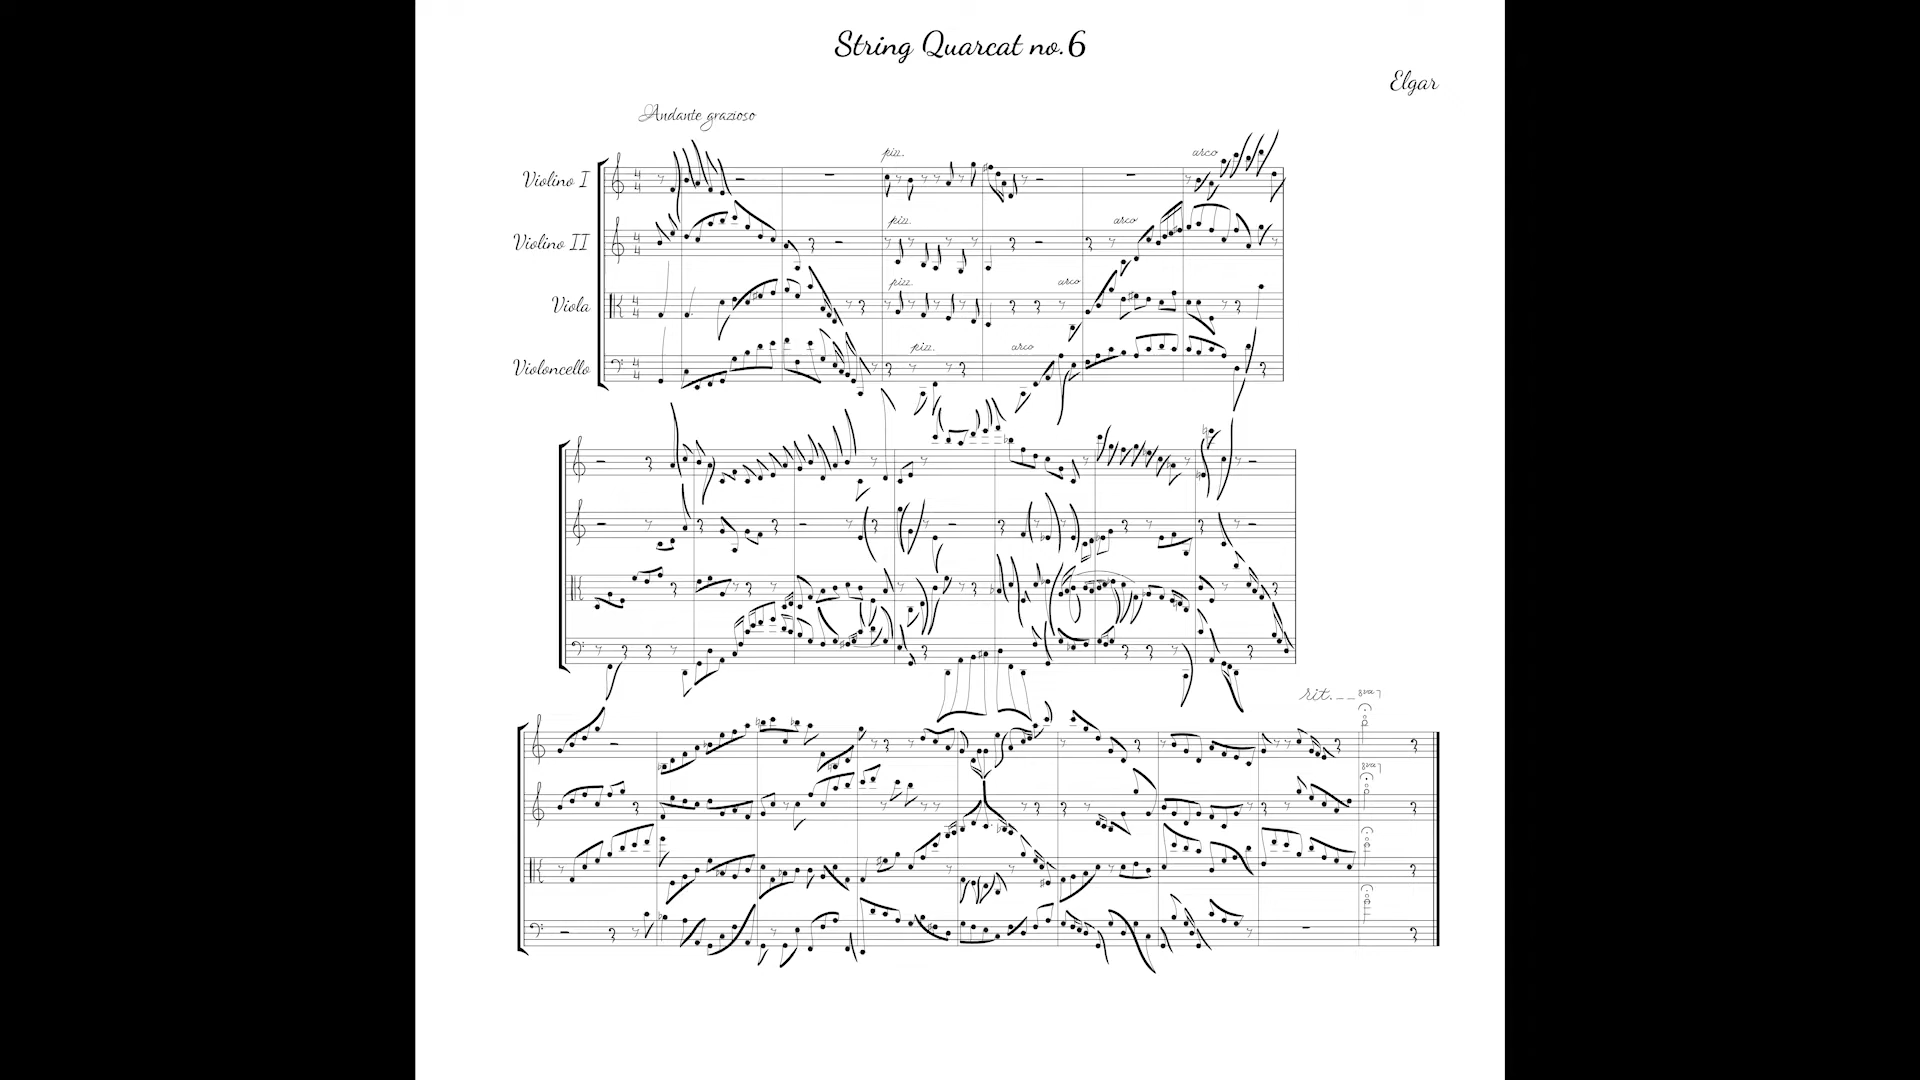 String Quarcat no.6
Elgar
Andante grazioso
pizz. arco
Violino I
pizz. arco
Violino II
pizz. arco
Viola
pizz. arco
Violoncello
rit. 8va
8va